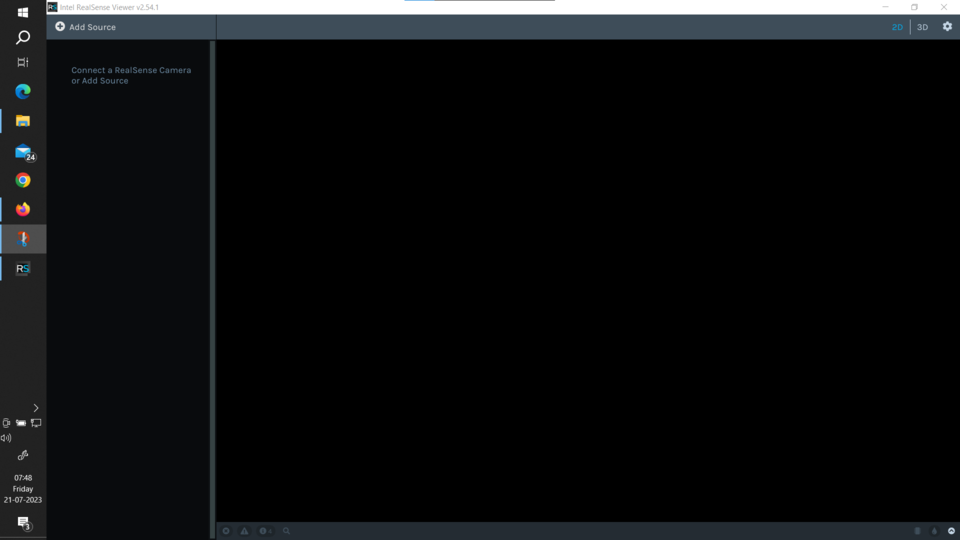 Intel RealSense Viewer v2.54.1
Add Source
2D
3D
Connect a RealSense Camera
or Add Source
24
RS
07:48
Friday
21-07-2023
3